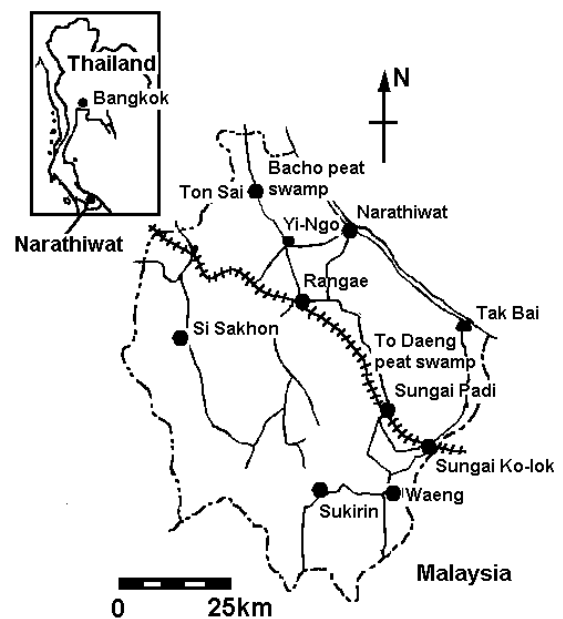 Thailand
Bangkok
Narathiwat
N
Bacho peat
swamp
Ton Sai
Yi-Ngo
Narathiwat
Rangae
Tak Bai
Si Sakhon
To Daeng
peat swamp
Sungai Padi
Sungai Ko-lok
Sukirin
Waeng
Malaysia
0 25km